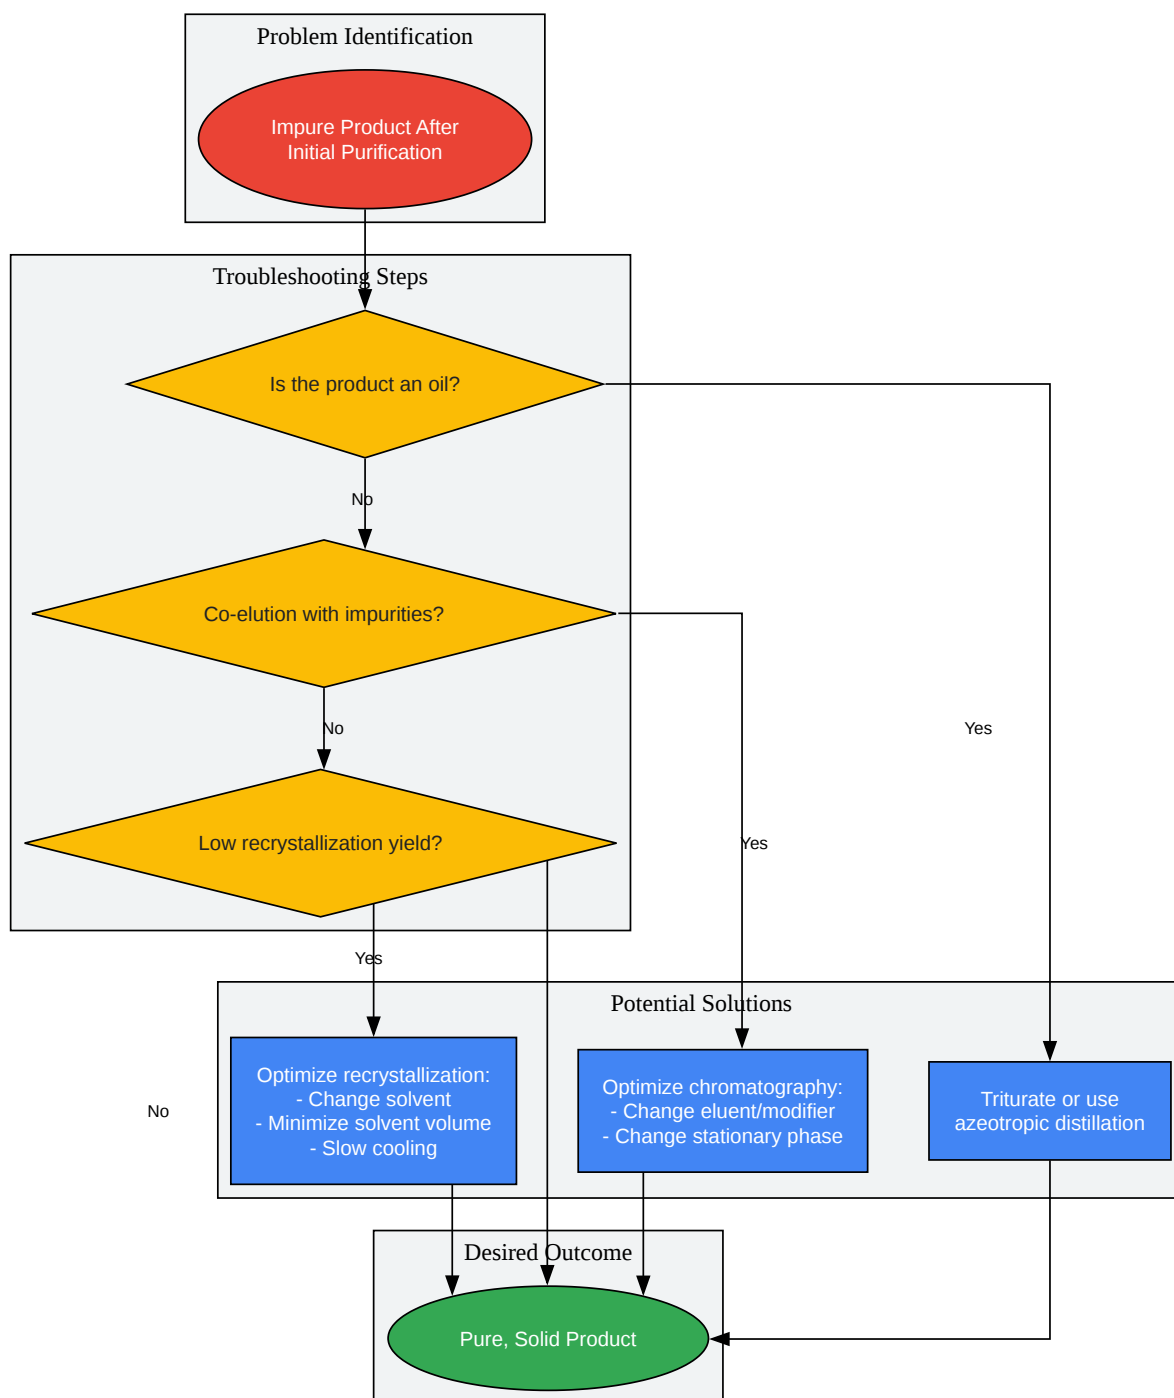 Problem Identification
Impure Product After
Initial Purification
Troubleshooting Steps
Is the product an oil?
No
Co-elution with impurities?
No
Yes
Low recrystallization yield?
Yes
Yes
Potential Solutions
Optimize recrystallization:
- Change solvent
- Minimize solvent volume
- Slow cooling
Optimize chromatography:
- Change eluent/modifier
- Change stationary phase
Triturate or use
azeotropic distillation
No
Desired Outcome
Pure, Solid Product